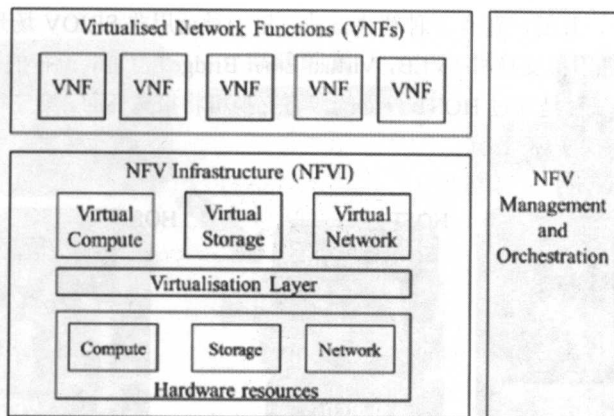 Virtualised Network Functions (VNFs)
VNF VNF VNF VNF VNF
NFV Infrastructure (NFVI)
Virtual Compute
Virtual Storage
Virtual Network
Virtualisation Layer
Compute Storage Network
Hardware resources
NFV
Management
and
Orchestration